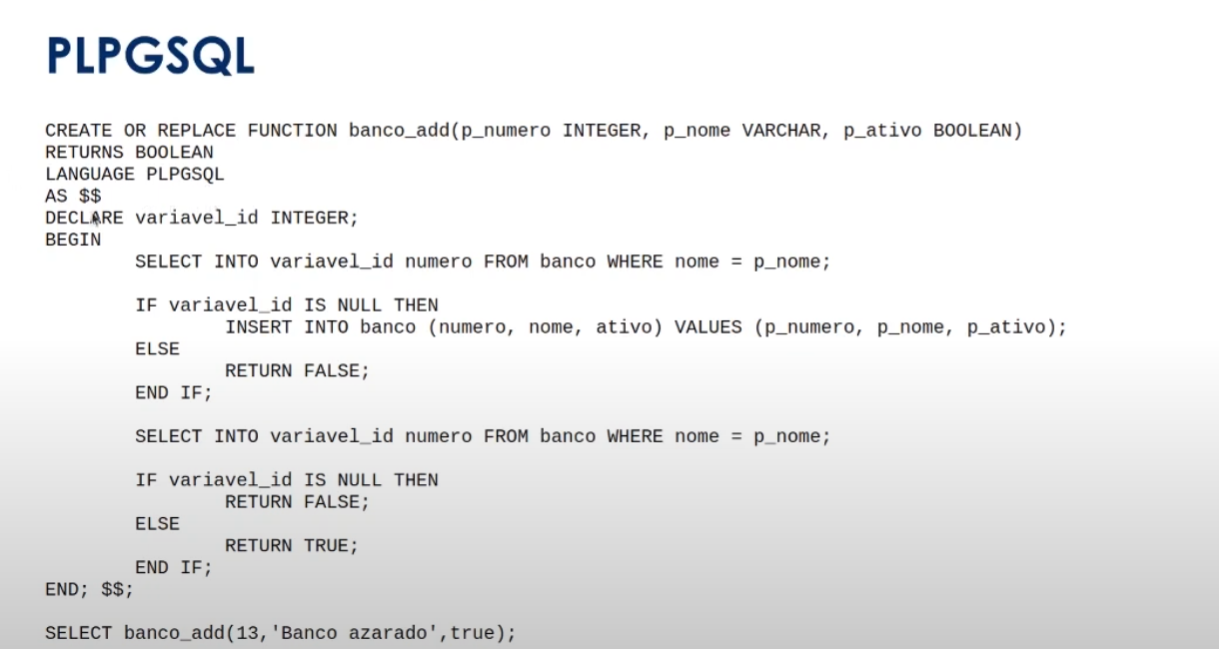 PLPGSQL
CREATE OR REPLACE FUNCTION banco_add(p_numero INTEGER, p_nome VARCHAR, p_ativo BOOLEAN)
RETURNS BOOLEAN
LANGUAGE PLPGSQL
AS $$
DECLARE variavel_id INTEGER;
BEGIN
SELECT INTO variavel_id numero FROM banco WHERE nome = p_nome;
IF variavel_id IS NULL THEN
INSERT INTO banco (numero, nome, ativo) VALUES (p_numero, p_nome, p_ativo);
ELSE
RETURN FALSE;
END IF;
SELECT INTO variavel_id numero FROM banco WHERE nome = p_nome;
IF variavel_id IS NULL THEN
RETURN FALSE;
ELSE
RETURN TRUE;
END IF;
END; $$;
SELECT banco_add(13,'Banco azarado',true);